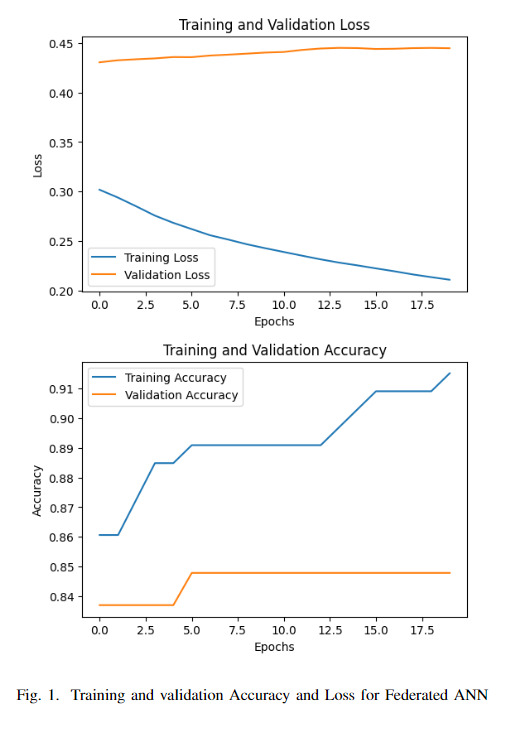 Training and Validation Loss
0.45
0.40
0.35
0.30
0.25
0.20
Loss
Training Loss
Validation Loss
0.0 2.5 5.0 7.5 10.0 12.5 15.0 17.5
Epochs
Training and Validation Accuracy
0.91
0.90
0.89
0.88
0.87
0.86
0.85
0.84
Accuracy
Training Accuracy
Validation Accuracy
0.0 2.5 5.0 7.5 10.0 12.5 15.0 17.5
Epochs
Fig. 1. Training and validation Accuracy and Loss for Federated ANN